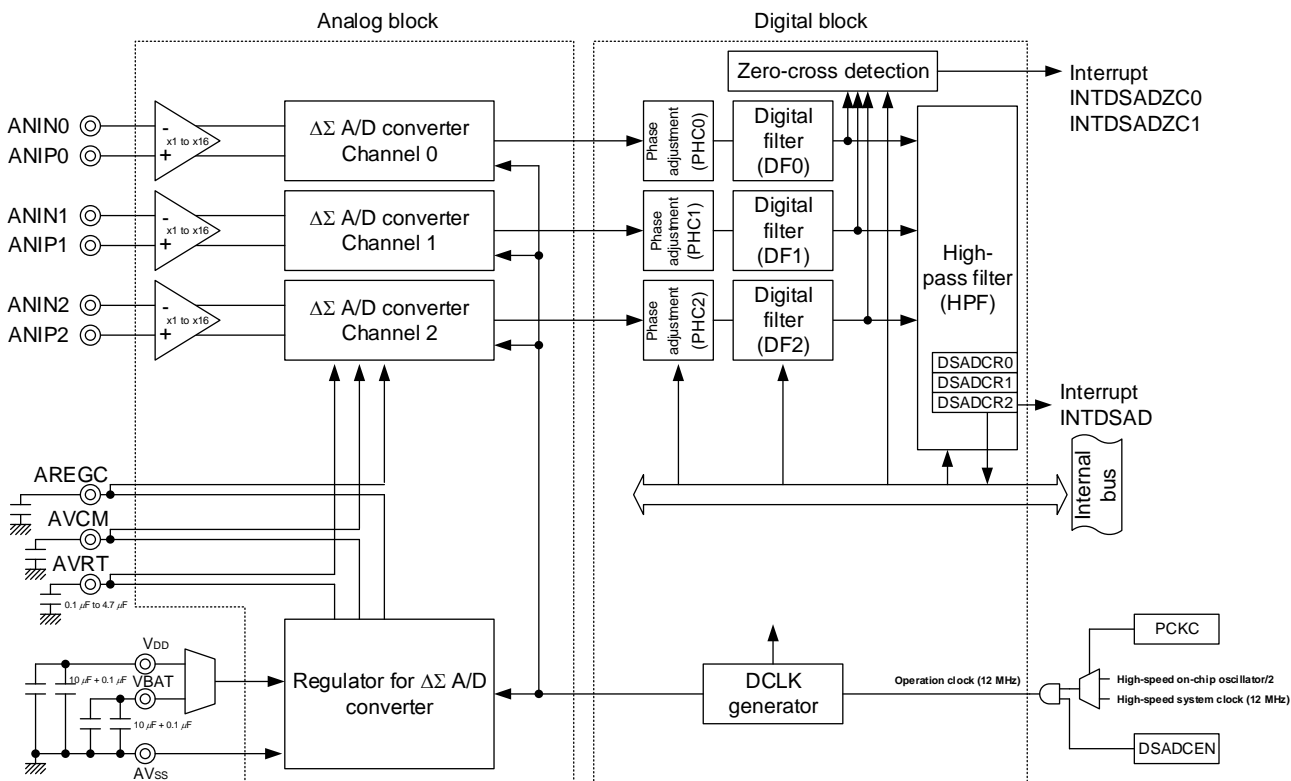 Analog block
Digital block
Zero-cross detection
Interrupt
INTDSADZC0
INTDSADZC1
ANIN0
ANIP0
-
+
x1 to x16
ΔΣ A/D converter
Channel 0
Phase
adjustment
(PHC0)
Digital
filter
(DF0)
ANIN1
ANIP1
-
+
x1 to x16
ΔΣ A/D converter
Channel 1
Phase
adjustment
(PHC1)
Digital
filter
(DF1)
High-
pass filter
(HPF)
ANIN2
ANIP2
-
+
x1 to x16
ΔΣ A/D converter
Channel 2
Phase
adjustment
(PHC2)
Digital
filter
(DF2)
DSADCR0
DSADCR1
DSADCR2
Interrupt
INTDSAD
Internal
bus
AREGC
AVCM
AVRT
0.1 μF to 4.7 μF
VDD
10 μF + 0.1 μF
VBAT
10 μF + 0.1 μF
AVSS
Regulator for ΔΣ A/D
converter
DCLK
generator
Operation clock (12 MHz)
PCKC
High-speed on-chip oscillator/2
High-speed system clock (12 MHz)
DSADCEN